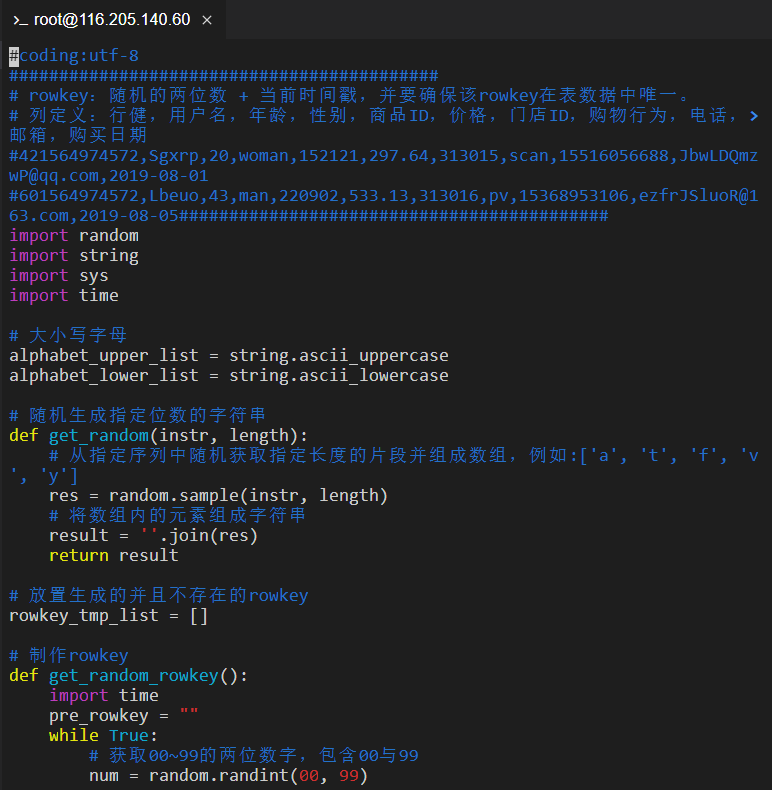 >_ root@116.205.140.60 ×
#coding:utf-8
###########################################
# rowkey：随机的两位数 + 当前时间戳，并要确保该rowkey在表数据中唯一。
# 列定义：行健，用户名，年龄，性别，商品ID，价格，门店ID，购物行为，电话，
邮箱，购买日期
#421564974572,Sgxrp,20,woman,152121,297.64,313015,scan,15516056688,JbwLDQmz
wP@qq.com,2019-08-01
#601564974572,Lbeuo,43,man,220902,533.13,313016,pv,15368953106,ezfrJSluoR@1
63.com,2019-08-05###########################################
import random
import string
import sys
import time
# 大小写字母
alphabet_upper_list = string.ascii_uppercase
alphabet_lower_list = string.ascii_lowercase
# 随机生成指定位数的字符串
def get_random(instr, length):
    # 从指定序列中随机获取指定长度的片段并组成数组，例如:['a', 't', 'f', 'v
', 'y']
    res = random.sample(instr, length)
    # 将数组内的元素组成字符串
    result = ''.join(res)
    return result
# 放置生成的并且不存在的rowkey
rowkey_tmp_list = []
# 制作rowkey
def get_random_rowkey():
    import time
    pre_rowkey = ""
    while True:
        # 获取00~99的两位数字，包含00与99
        num = random.randint(00, 99)